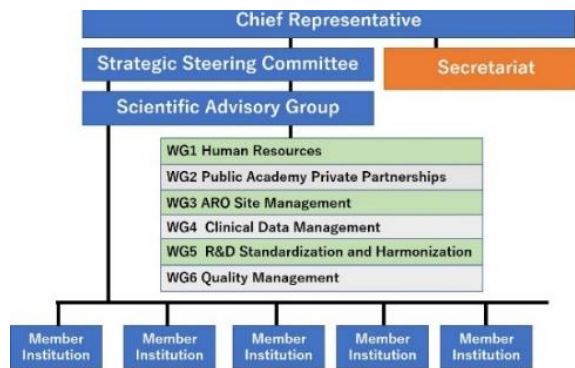 Chief Representative
Strategic Steering Committee
Secretariat
Scientific Advisory Group
WG1 Human Resources
WG2 Public Academy Private Partnerships
WG3 ARO Site Management
WG4 Clinical Data Management
WG5 R&D Standardization and Harmonization
WG6 Quality Management
Member
Institution
Member
Institution
Member
Institution
Member
Institution
Member
Institution